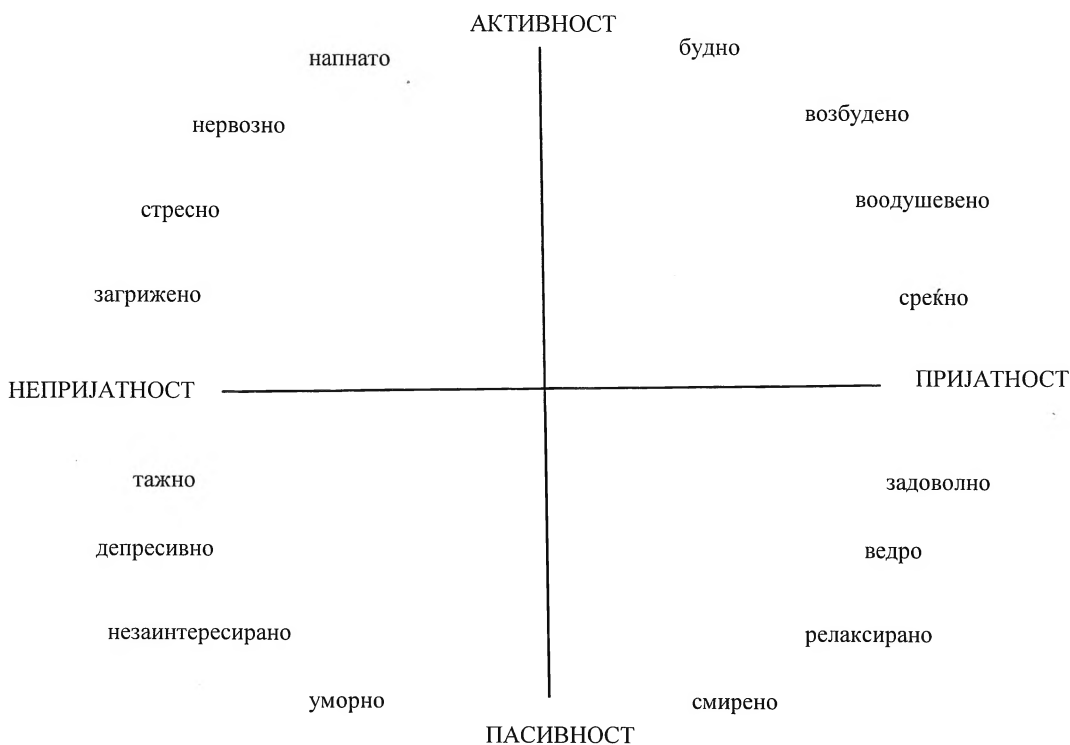 АКТИВНОСТ
напнато
будно
нервозно
возбудено
стресно
воодушевено
загрижено
среќно
НЕПРИЈАТНОСТ
ПРИЈАТНОСТ
тажно
задоволно
депресивно
ведро
незаинтересирано
релаксирано
уморно
смирено
ПАСИВНОСТ